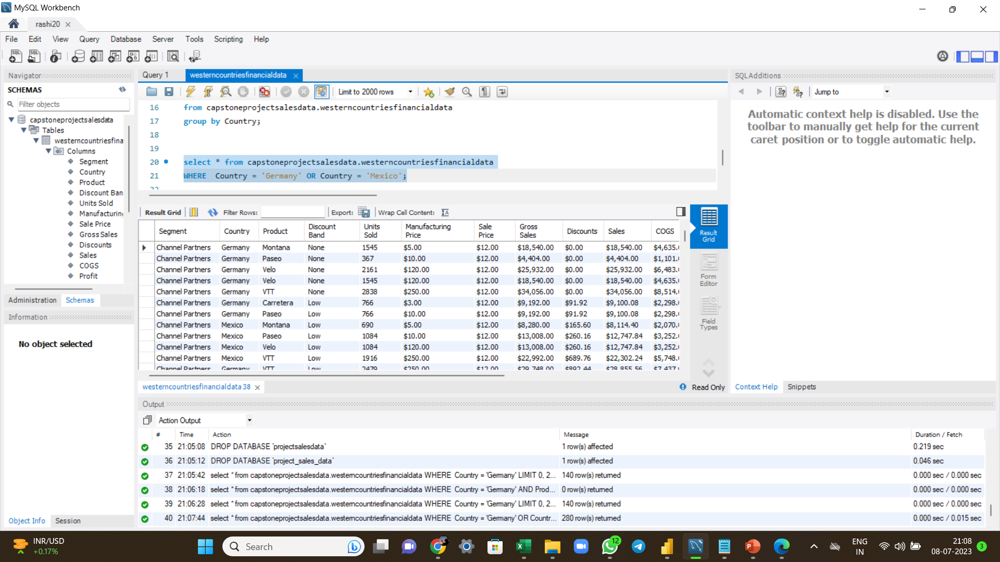 MySQL Workbench
rashi20
File Edit View Query Database Server Tools Scripting Help
Navigator
SCHEMAS
Filter objects
capstoneprojectsalesdata
Tables
westerncountriesfina
Columns
Segment
Country
Product
Discount Ban
Units Sold
Manufacturing
Sale Price
Gross Sales
Discounts
Sales
COGS
Profit
Administration Schemas
Information
No object selected
Object Info Session
Query 1 westerncountriesfinancialdata
Limit to 2000 rows
16 from capstoneprojectsalesdata.westerncountriesfinancialdata
17 group by Country;
18
19
20 select * from capstoneprojectsalesdata.westerncountriesfinancialdata
21 WHERE Country = 'Germany' OR Country = 'Mexico';
22
Result Grid Filter Rows: Export: Wrap Cell Content:
Segment Country Product Discount Band Units Sold Manufacturing Price Sale Price Gross Sales Discounts Sales COGS
Channel Partners Germany Montana None 1545 $5.00 $12.00 $18,540.00 $0.00 $18,540.00 $4,635.
Channel Partners Germany Paseo None 367 $10.00 $12.00 $4,404.00 $0.00 $4,404.00 $1,101.
Channel Partners Germany Velo None 2161 $120.00 $12.00 $25,932.00 $0.00 $25,932.00 $6,483.
Channel Partners Germany Velo None 1545 $120.00 $12.00 $18,540.00 $0.00 $18,540.00 $4,635.
Channel Partners Germany VTT None 2838 $250.00 $12.00 $34,056.00 $0.00 $34,056.00 $8,514.
Channel Partners Germany Carretera Low 766 $3.00 $12.00 $9,192.00 $91.92 $9,100.08 $2,298.
Channel Partners Germany Paseo Low 766 $10.00 $12.00 $9,192.00 $91.92 $9,100.08 $2,298.
Channel Partners Mexico Montana Low 690 $5.00 $12.00 $8,280.00 $165.60 $8,114.40 $2,070.
Channel Partners Mexico Paseo Low 1084 $10.00 $12.00 $13,008.00 $260.16 $12,747.84 $3,252.
Channel Partners Mexico Velo Low 1084 $120.00 $12.00 $13,008.00 $260.16 $12,747.84 $3,252.
Channel Partners Mexico VTT Low 1916 $250.00 $12.00 $22,992.00 $689.76 $22,302.24 $5,748.
Channel Partners Germany VTT Low 2479 $250.00 $12.00 $29,748.00 $892.44 $28,855.56 $7,437.
Result Grid
Form Editor
Field Types
westerncountriesfinancialdata 38
Read Only
SQLAdditions
Jump to
Automatic context help is disabled. Use the
toolbar to manually get help for the current
caret position or to toggle automatic help.
Context Help Snippets
Output
Action Output
# Time Action Message Duration / Fetch
35 21:05:08 DROP DATABASE `projectsalesdata` 1 row(s) affected 0.219 sec
36 21:05:12 DROP DATABASE `project_sales_data` 1 row(s) affected 0.046 sec
37 21:05:42 select * from capstoneprojectsalesdata.westerncountriesfinancialdata WHERE Country = 'Germany' LIMIT 0, 2... 140 row(s) returned 0.000 sec / 0.000 sec
38 21:06:18 select * from capstoneprojectsalesdata.westerncountriesfinancialdata WHERE Country = 'Germany' AND Prod... 0 row(s) returned 0.000 sec / 0.000 sec
39 21:06:28 select * from capstoneprojectsalesdata.westerncountriesfinancialdata WHERE Country = 'Germany' LIMIT 0, 2... 140 row(s) returned 0.000 sec / 0.000 sec
40 21:07:44 select * from capstoneprojectsalesdata.westerncountriesfinancialdata WHERE Country = 'Germany' OR Countr... 280 row(s) returned 0.000 sec / 0.015 sec
INR/USD
+0.17%
Search
12
ENG
IN
21:08
08-07-2023
3